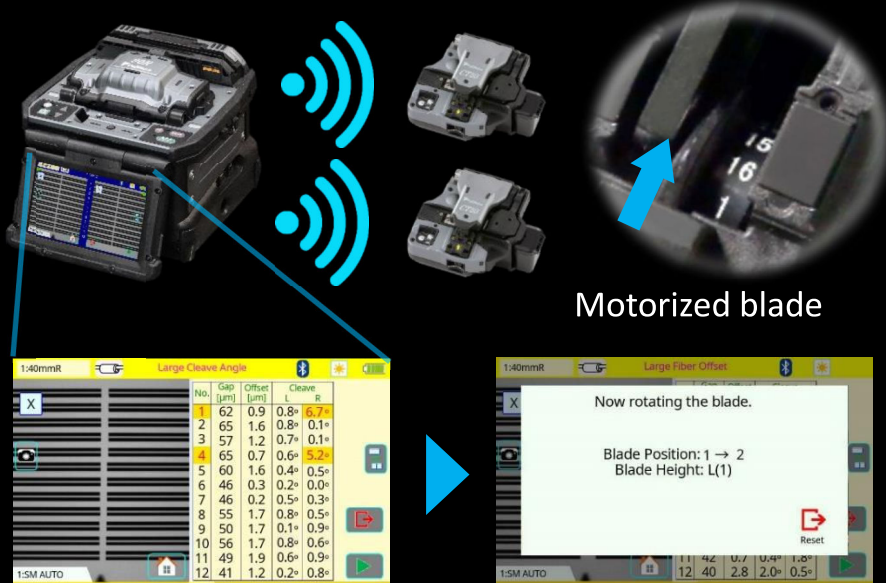 15
16
1
Motorized blade
1:40mmR
Large Cleave Angle
No. Gap [µm] Offset [µm] Cleave L R
1 62 0.9 0.8° 6.7°
2 65 1.6 0.8° 0.1°
3 57 1.2 0.7° 0.1°
4 65 0.7 0.6° 5.2°
5 60 1.6 0.4° 0.5°
6 46 0.3 0.2° 0.0°
7 46 0.2 0.5° 0.3°
8 55 1.7 0.8° 0.5°
9 50 1.7 0.1° 0.9°
10 56 1.7 0.8° 0.6°
11 49 1.9 0.6° 0.9°
12 41 1.2 0.2° 0.8°
X
1:SM AUTO
1:40mmR
Large Fiber Offset
X
Now rotating the blade.
Blade Position: 1 → 2
Blade Height: L(1)
Reset
11 42 0.7 0.4° 1.8°
12 40 2.8 2.0° 0.5°
1:SM AUTO